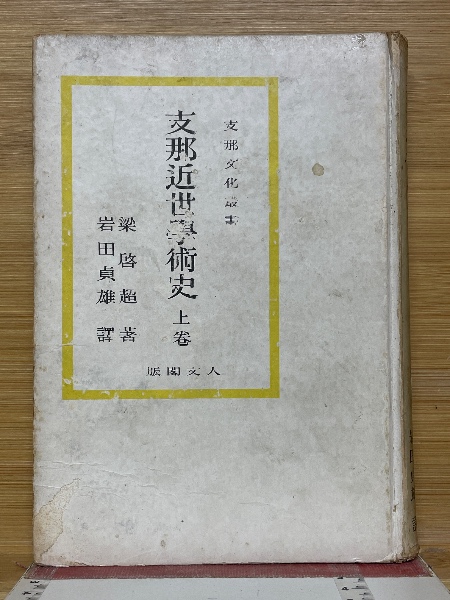 支那文化叢書
支那近世學術史 上卷
梁啓超著
岩田貞雄譯
人文閣版